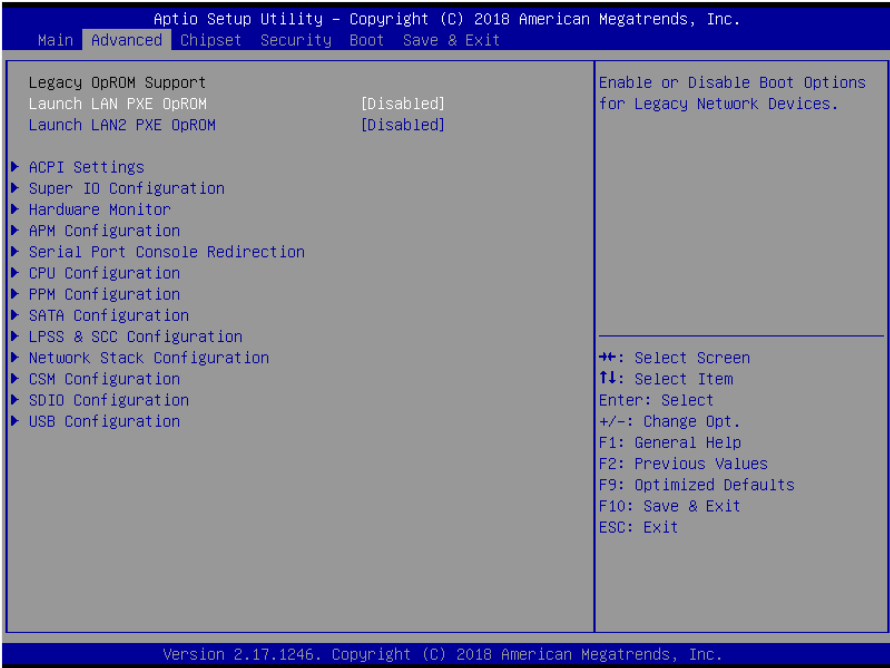 Aptio Setup Utility – Copyright (C) 2018 American Megatrends, Inc.
Main Advanced Chipset Security Boot Save & Exit
Legacy OpROM Support
Launch LAN PXE OpROM [Disabled]
Launch LAN2 PXE OpROM [Disabled]
ACPI Settings
Super IO Configuration
Hardware Monitor
APM Configuration
Serial Port Console Redirection
CPU Configuration
PPM Configuration
SATA Configuration
LPSS & SCC Configuration
Network Stack Configuration
CSM Configuration
SDIO Configuration
USB Configuration
Enable or Disable Boot Options
for Legacy Network Devices.
→←: Select Screen
↑↓: Select Item
Enter: Select
+/-: Change Opt.
F1: General Help
F2: Previous Values
F9: Optimized Defaults
F10: Save & Exit
ESC: Exit
Version 2.17.1246. Copyright (C) 2018 American Megatrends, Inc.